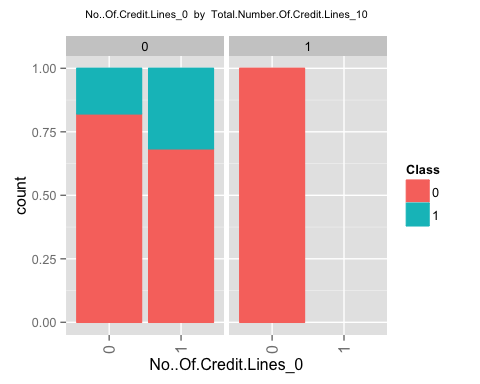 No..Of.Credit.Lines_0 by Total.Number.Of.Credit.Lines_10
0 1
1.00
0.75
0.50
0.25
0.00
count
0 1 0 1
No..Of.Credit.Lines_0
Class
0
1